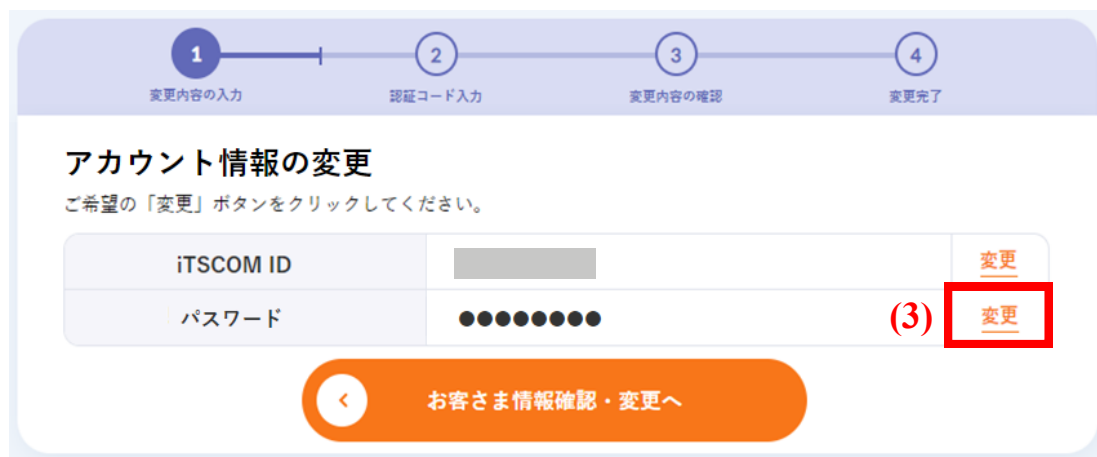 1 2 3 4
変更内容の入力 認証コード入力 変更内容の確認 変更完了
アカウント情報の変更
ご希望の「変更」ボタンをクリックしてください。
iTSCOM ID 変更
パスワード ●●●●●●●● (3) 変更
お客さま情報確認・変更へ